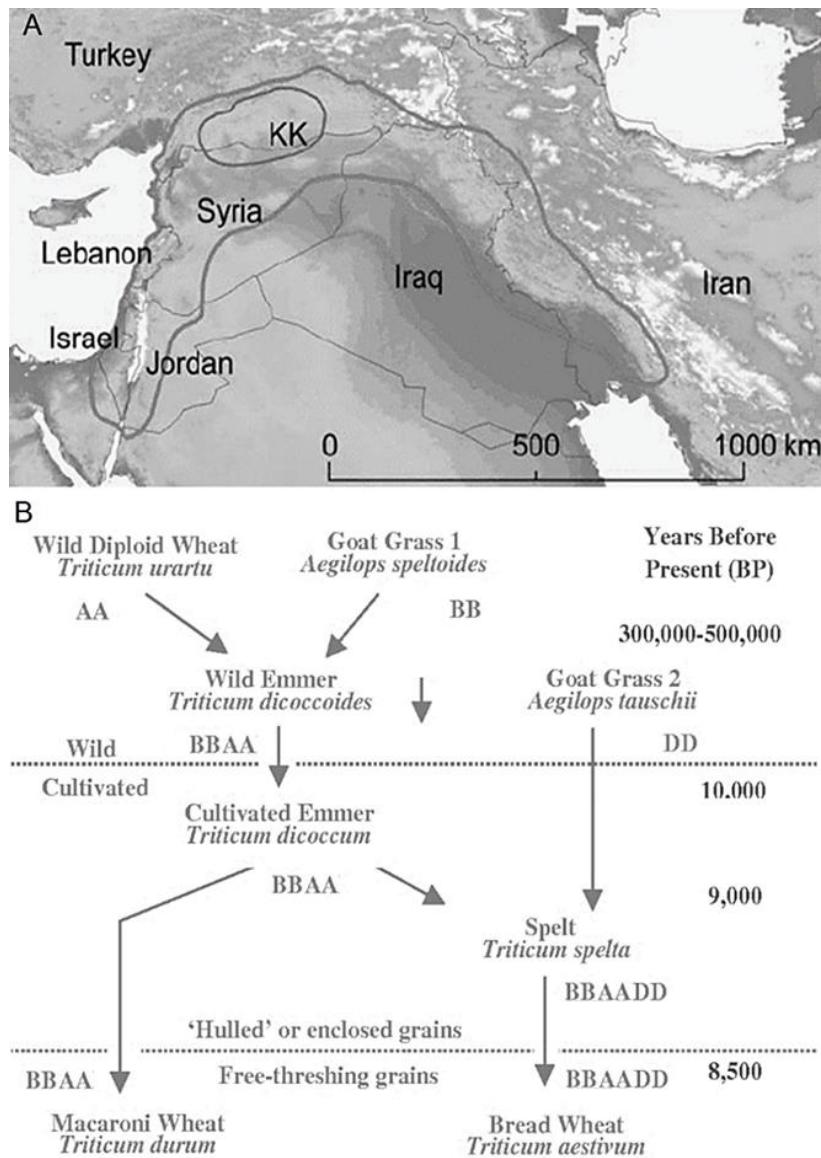 A
Turkey
KK
Syria
Lebanon
Iraq
Iran
Israel
Jordan
0 500 1000 km
B
Wild Diploid Wheat
Triticum urartu
Goat Grass 1
Aegilops speltoides
Years Before
Present (BP)
AA
BB
300,000-500,000
Wild Emmer
Triticum dicoccoides
Goat Grass 2
Aegilops tauschii
Wild
BBAA
DD
Cultivated
10.000
Cultivated Emmer
Triticum dicoccum
BBAA
9,000
Spelt
Triticum spelta
BBAADD
'Hulled' or enclosed grains
BBAA
Free-threshing grains
BBAADD
8,500
Macaroni Wheat
Triticum durum
Bread Wheat
Triticum aestivum